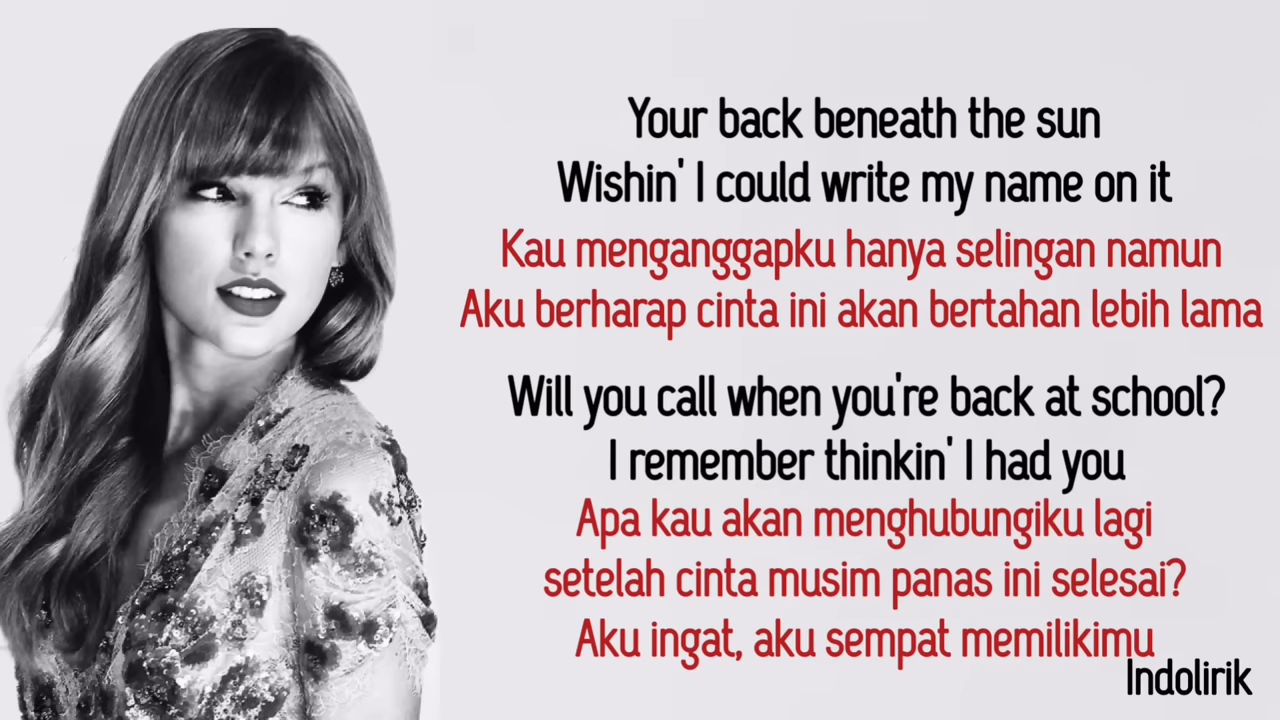 Your back beneath the sun
Wishin' I could write my name on it
Kau menganggapku hanya selingan namun
Aku berharap cinta ini akan bertahan lebih lama
Will you call when you're back at school?
I remember thinkin' I had you
Apa kau akan menghubungiku lagi
setelah cinta musim panas ini selesai?
Aku ingat, aku sempat memilikimu
Indolirik